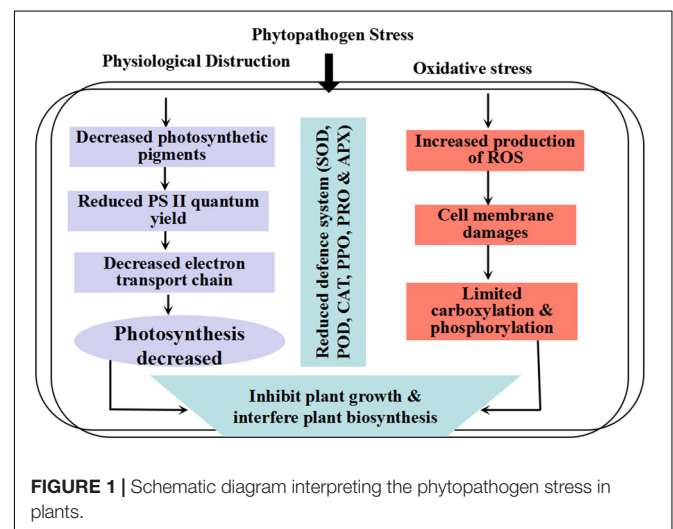 Phytopathogen Stress
Physiological Distruction
Oxidative stress
Decreased photosynthetic
pigments
Reduced PS II quantum
yield
Decreased electron
transport chain
Photosynthesis
decreased
Reduced defence system (SOD,
POD, CAT, PPO, PRO & APX)
Increased production
of ROS
Cell membrane
damages
Limited
carboxylation &
phosphorylation
Inhibit plant growth &
interfere plant biosynthesis
FIGURE 1 | Schematic diagram interpreting the phytopathogen stress in
plants.